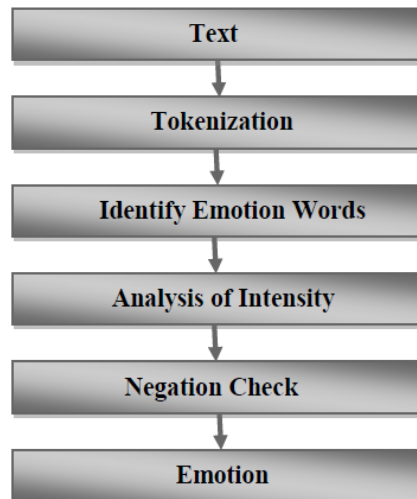 Text
Tokenization
Identify Emotion Words
Analysis of Intensity
Negation Check
Emotion